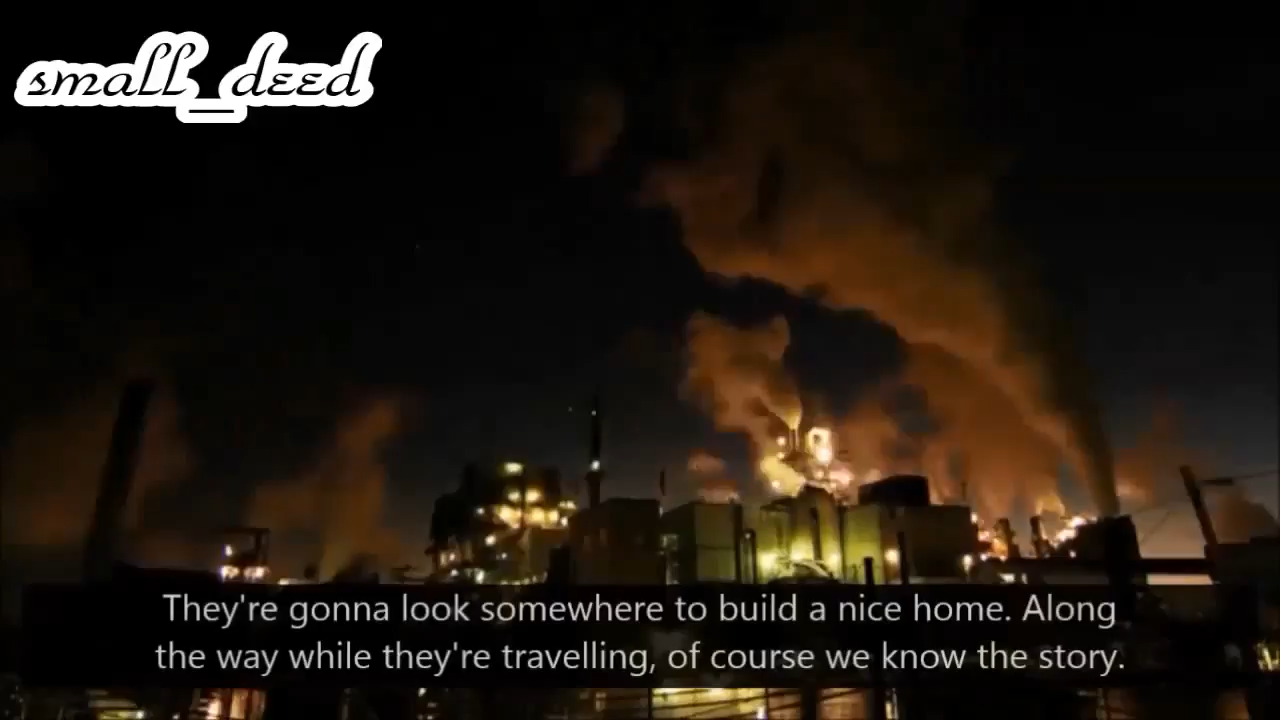 small_deed
They're gonna look somewhere to build a nice home. Along
the way while they're travelling, of course we know the story.